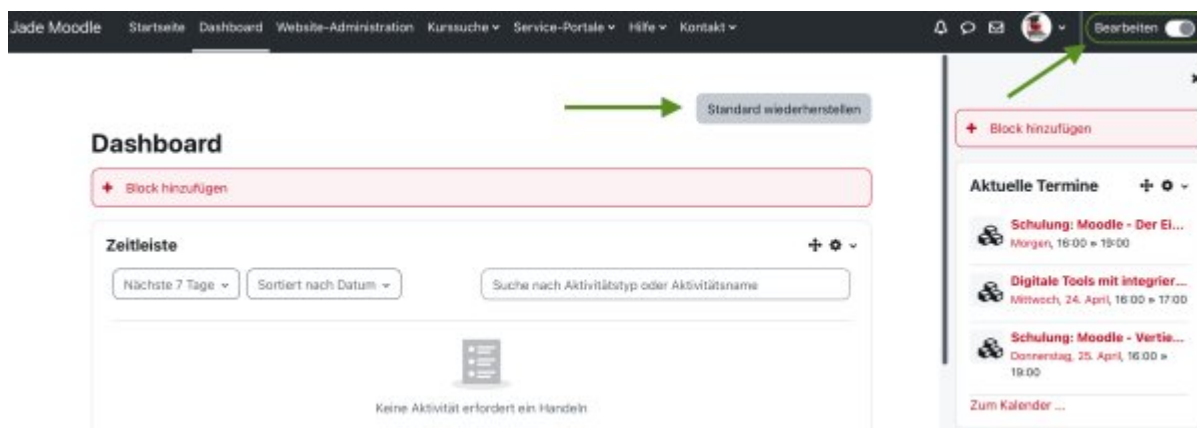 Jade Moodle Startseite Dashboard Website-Administration Kurssuche Service-Portale Hilfe Kontakt Bearbeiten
Standard wiederherstellen
Dashboard
+ Block hinzufügen
Zeitleiste
Nächste 7 Tage Sortiert nach Datum Suche nach Aktivitätstyp oder Aktivitätsname
Keine Aktivität erfordert ein Handeln
+ Block hinzufügen
Aktuelle Termine
Schulung: Moodle - Der Ei...
Morgen, 16:00 » 19:00
Digitale Tools mit integrier...
Mittwoch, 24. April, 16:00 » 17:00
Schulung: Moodle - Vertie...
Donnerstag, 25. April, 16:00 »
19:00
Zum Kalender ...